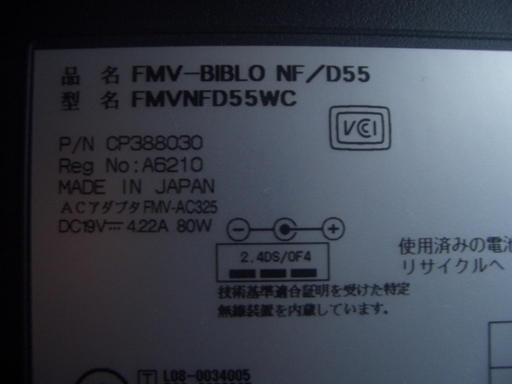 品 名 FMV-BIBLO NF/D55
型 名 FMVNFD55WC
VCI
P/N CP388030
Reg No:A6210
MADE IN JAPAN
ACアダプタ FMV-AC325
DC19V⎓ 4.22A 80W
2.4DS/OF4
使用済みの電池
リサイクルへ
技術基準適合証明を受けた特定
無線装置を内蔵しています。
T L08-0034005